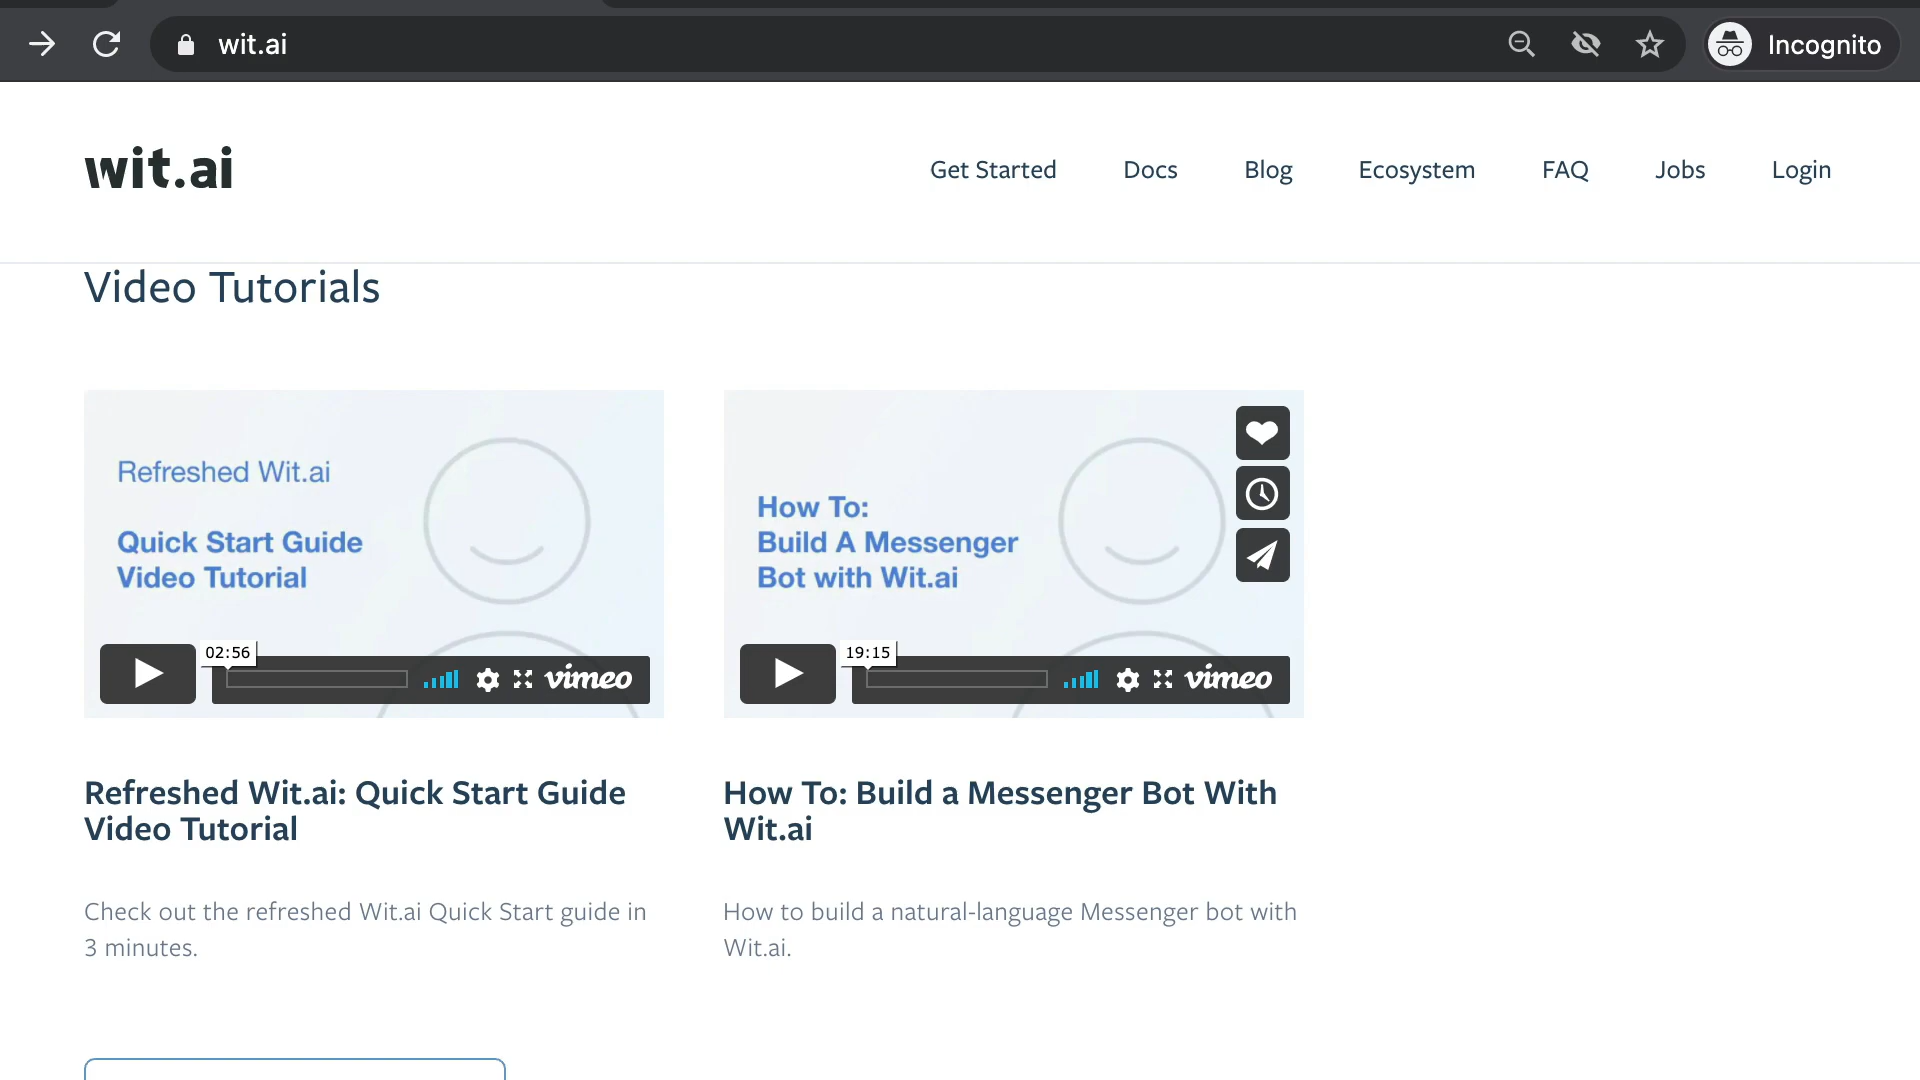 wit.ai
Incognito
wit.ai
Get Started
Docs
Blog
Ecosystem
FAQ
Jobs
Login
Video Tutorials
Refreshed Wit.ai
Quick Start Guide
Video Tutorial
02:56
vimeo
How To:
Build A Messenger
Bot with Wit.ai
19:15
vimeo
Refreshed Wit.ai: Quick Start Guide
Video Tutorial
Check out the refreshed Wit.ai Quick Start guide in
3 minutes.
How To: Build a Messenger Bot With
Wit.ai
How to build a natural-language Messenger bot with
Wit.ai.